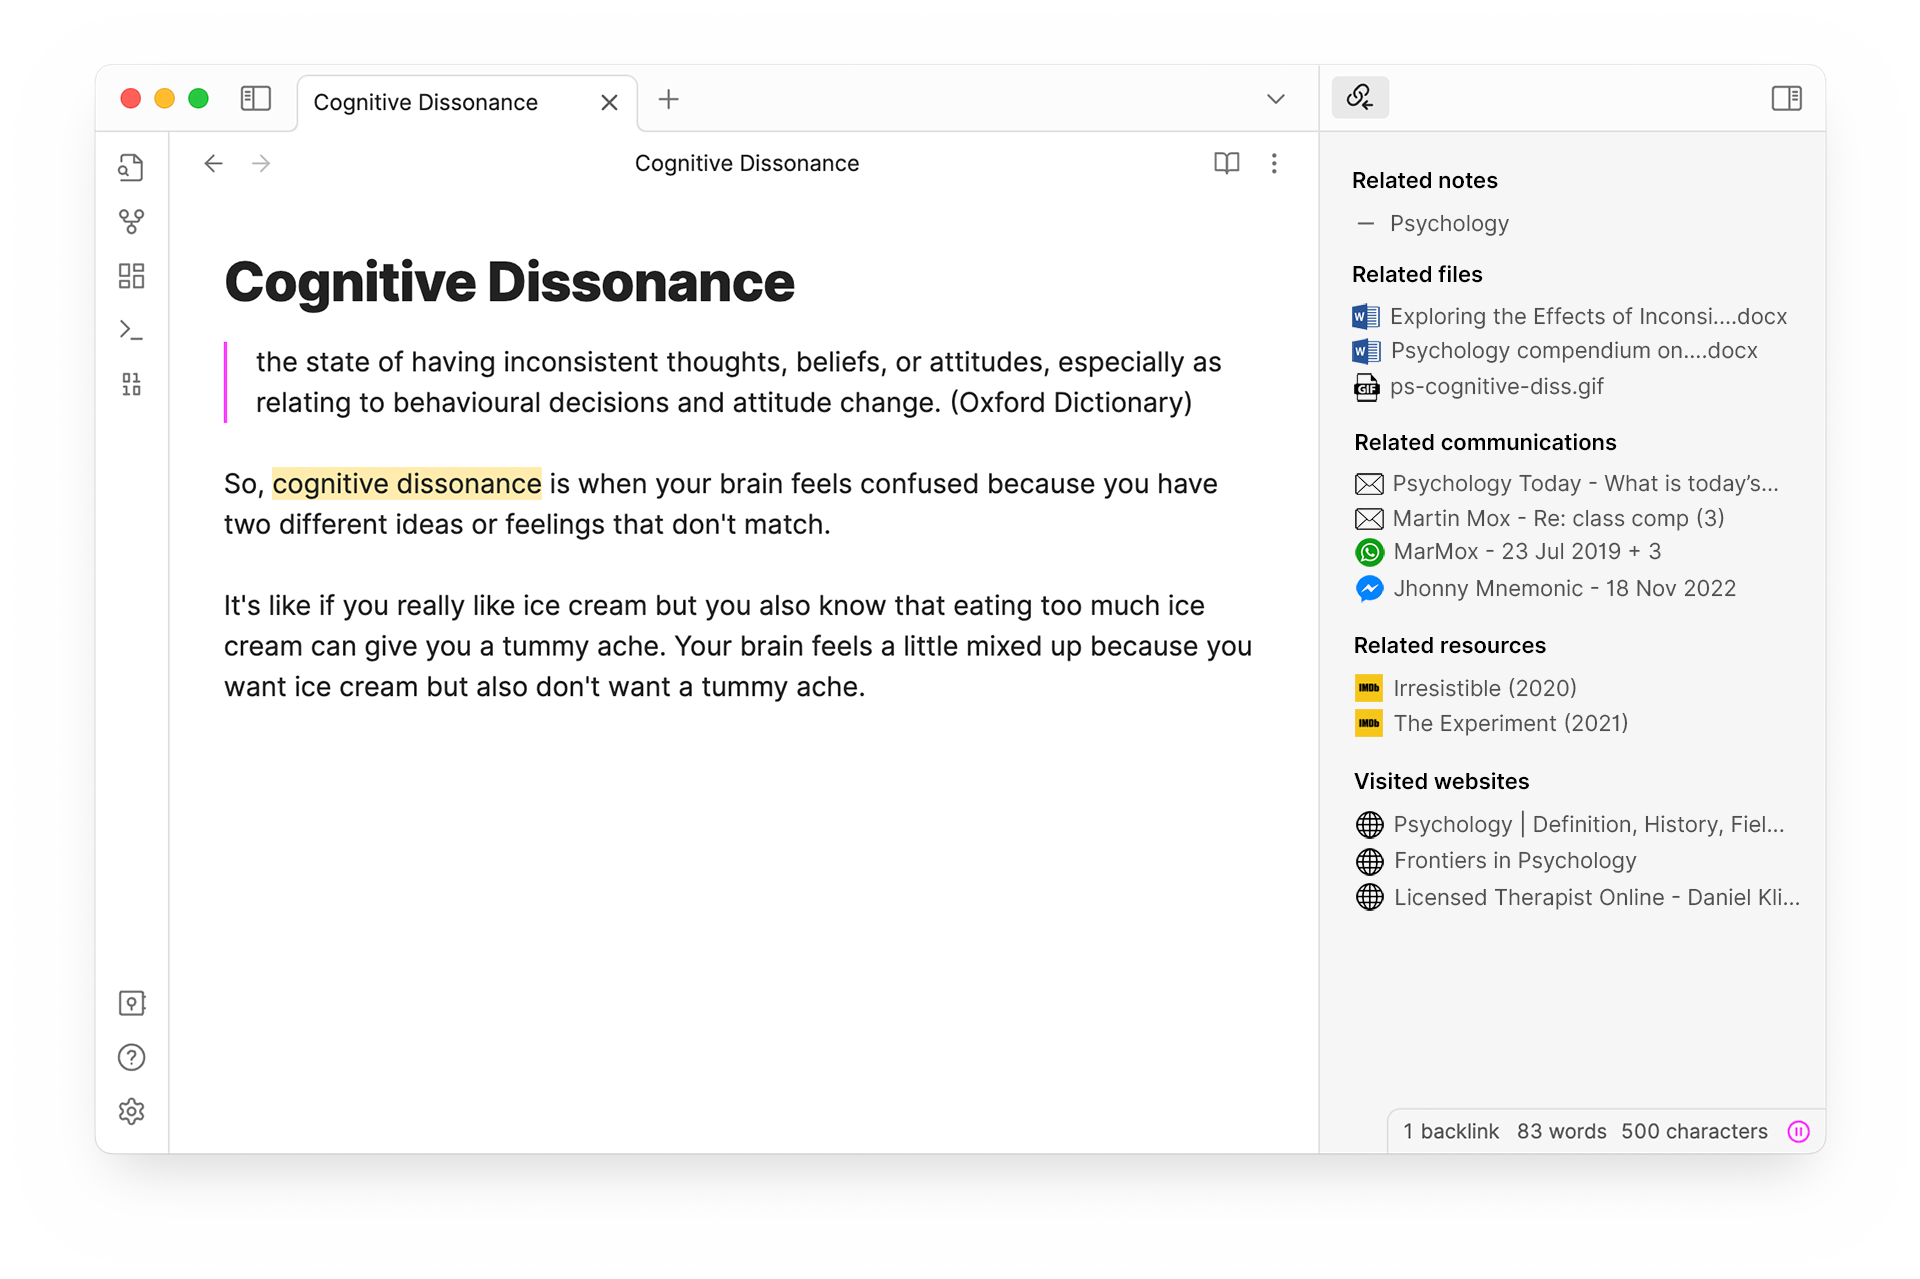 Cognitive Dissonance
Cognitive Dissonance
Cognitive Dissonance
the state of having inconsistent thoughts, beliefs, or attitudes, especially as
relating to behavioural decisions and attitude change. (Oxford Dictionary)
So, cognitive dissonance is when your brain feels confused because you have
two different ideas or feelings that don't match.
It's like if you really like ice cream but you also know that eating too much ice
cream can give you a tummy ache. Your brain feels a little mixed up because you
want ice cream but also don't want a tummy ache.
Related notes
— Psychology
Related files
W Exploring the Effects of Inconsi....docx
W Psychology compendium on....docx
GIF ps-cognitive-diss.gif
Related communications
Psychology Today - What is today’s...
Martin Mox - Re: class comp (3)
MarMox - 23 Jul 2019 + 3
Jhonny Mnemonic - 18 Nov 2022
Related resources
IMDb Irresistible (2020)
IMDb The Experiment (2021)
Visited websites
Psychology | Definition, History, Fiel...
Frontiers in Psychology
Licensed Therapist Online - Daniel Kli...
1 backlink 83 words 500 characters